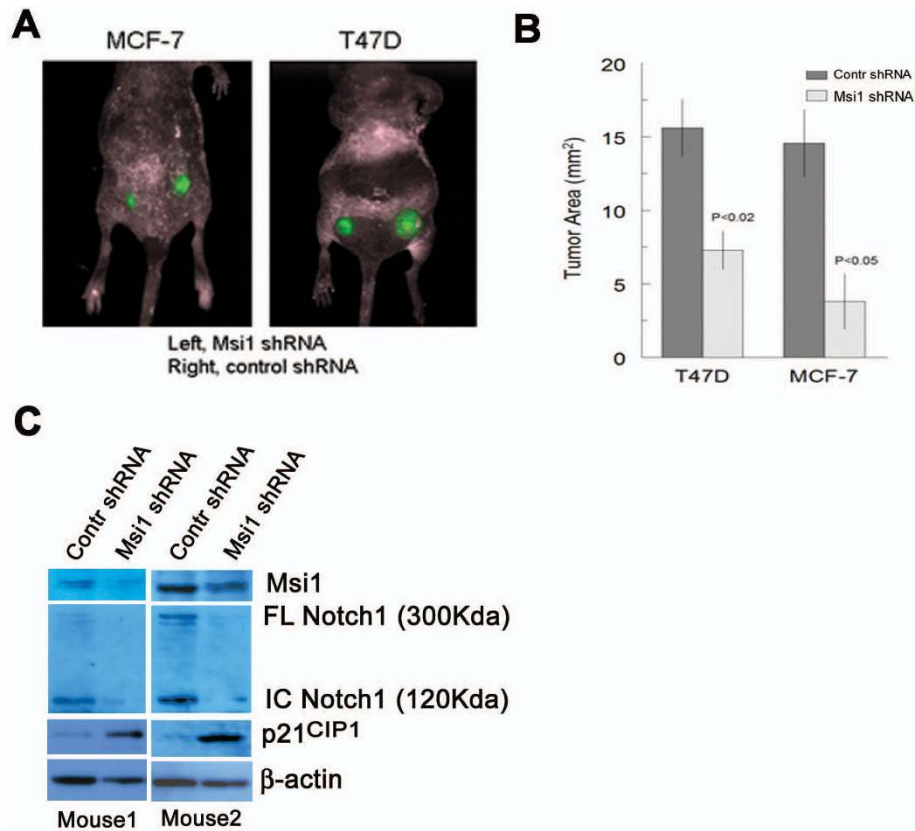 A
MCF-7
T47D
Left, Msi1 shRNA
Right, control shRNA
B
Contr shRNA
Msi1 shRNA
Tumor Area (mm²)
20
15
10
5
0
P<0.02
P<0.05
T47D
MCF-7
C
Contr shRNA
Msi1 shRNA
Contr shRNA
Msi1 shRNA
Msi1
FL Notch1 (300Kda)
IC Notch1 (120Kda)
p21CIP1
β-actin
Mouse1
Mouse2